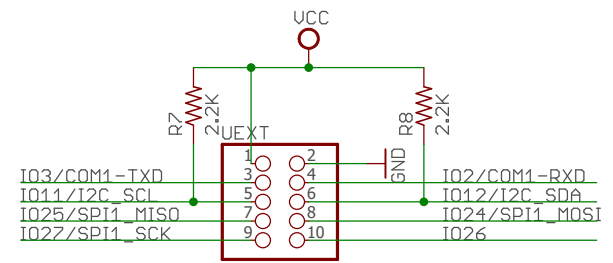 VCC
R7 2.2K
R8 2.2K
UEXT
1 2 GND
IO3/COM1-TXD 3 4 IO2/COM1-RXD
IO11/I2C_SCL 5 6 IO12/I2C_SDA
IO25/SPI1_MISO 7 8 IO24/SPI1_MOSI
IO27/SPI1_SCK 9 10 IO26